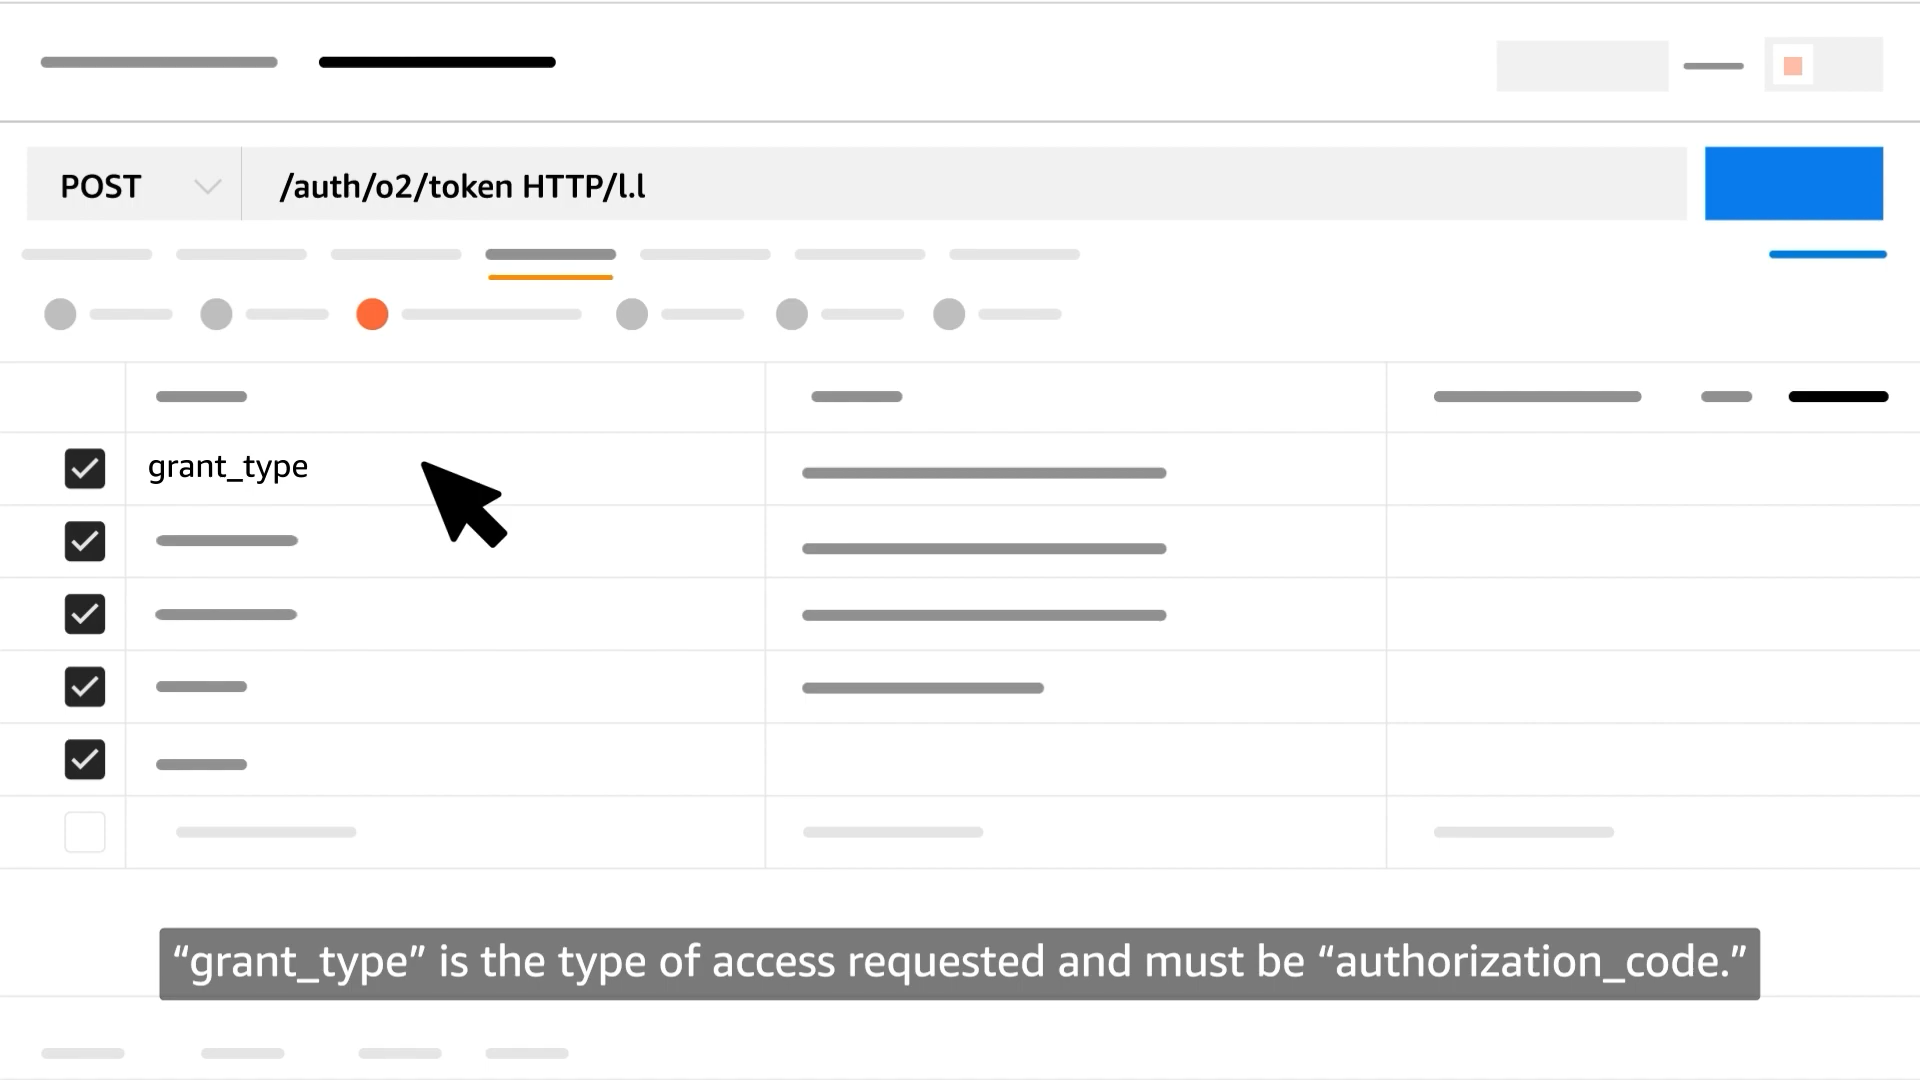 POST
/auth/o2/token HTTP/l.l
grant_type
“grant_type” is the type of access requested and must be “authorization_code.”